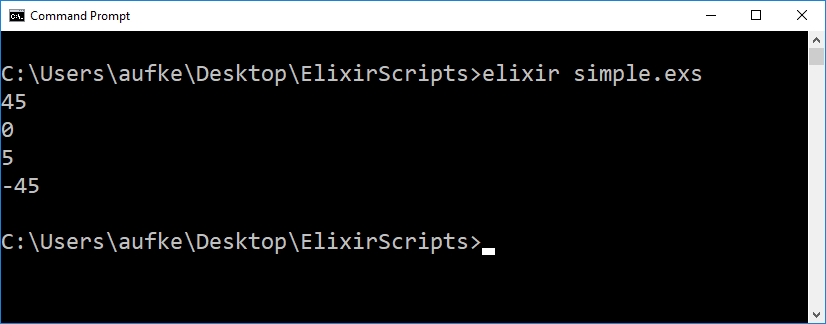 Command Prompt
C:\Users\aufke\Desktop\ElixirScripts>elixir simple.exs
45
0
5
-45
C:\Users\aufke\Desktop\ElixirScripts>